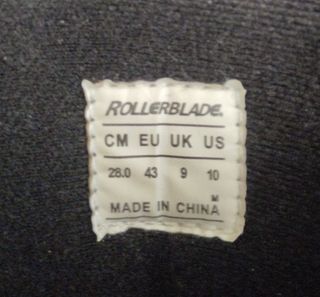 ROLLERBLADE.
CM EU UK US
28.0 43 9 10
M
MADE IN CHINA